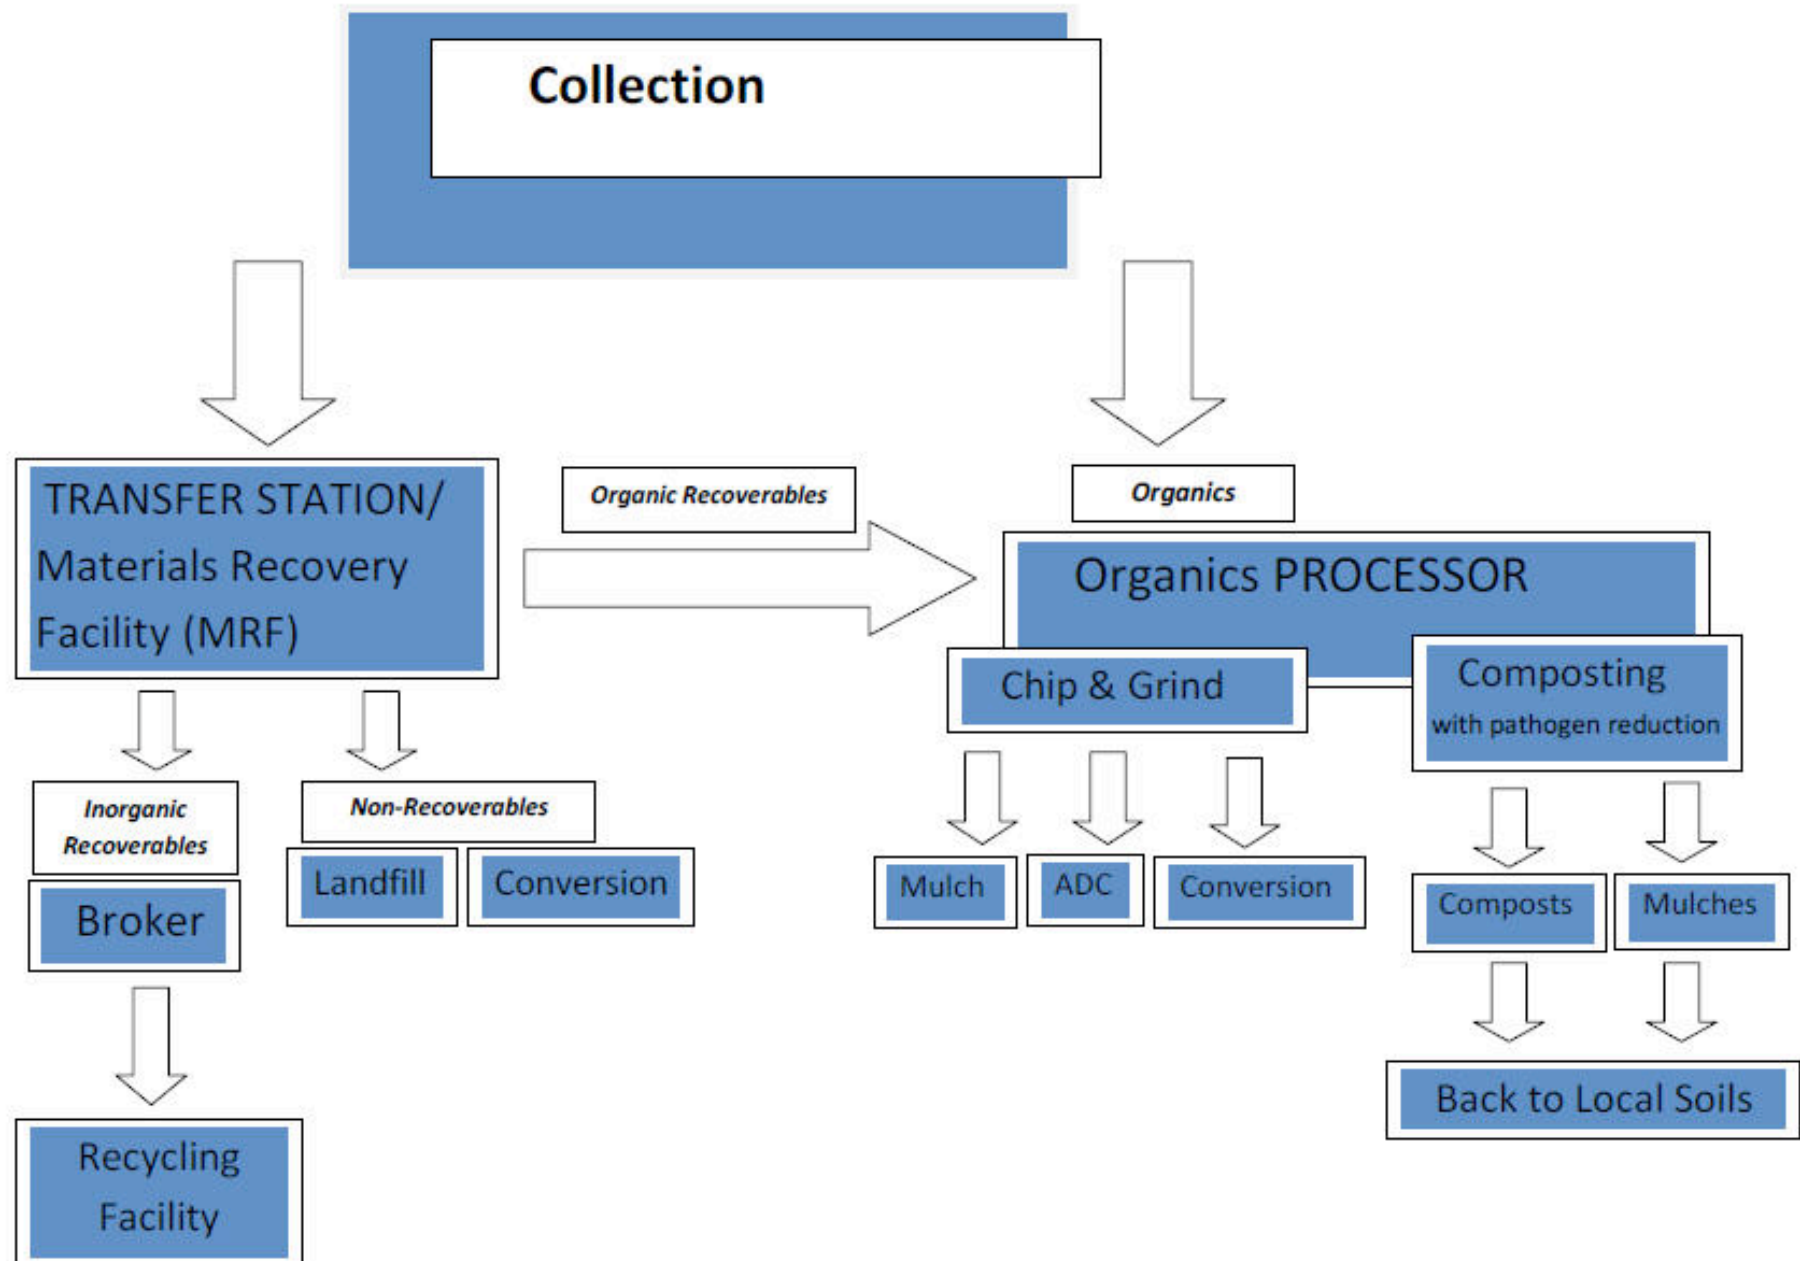 Collection
TRANSFER STATION/
Materials Recovery
Facility (MRF)
Organic Recoverables
Organics
Organics PROCESSOR
Chip & Grind
Composting
with pathogen reduction
Inorganic
Recoverables
Non-Recoverables
Broker
Landfill
Conversion
Mulch
ADC
Conversion
Composts
Mulches
Back to Local Soils
Recycling
Facility